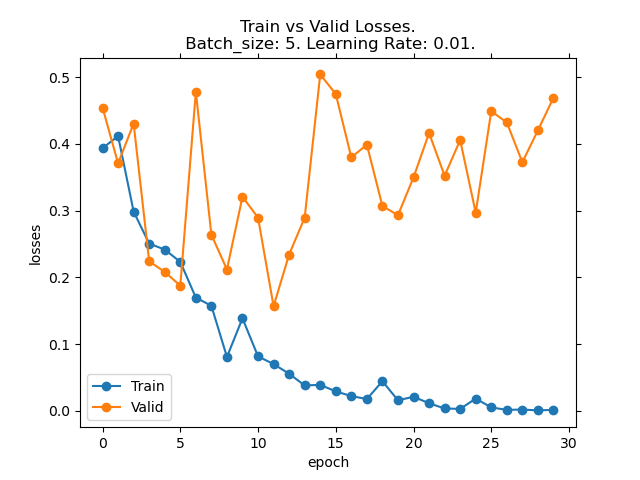 Train vs Valid Losses.
Batch_size: 5. Learning Rate: 0.01.
losses
0.5
0.4
0.3
0.2
0.1
0.0
Train
Valid
0 5 10 15 20 25 30
epoch